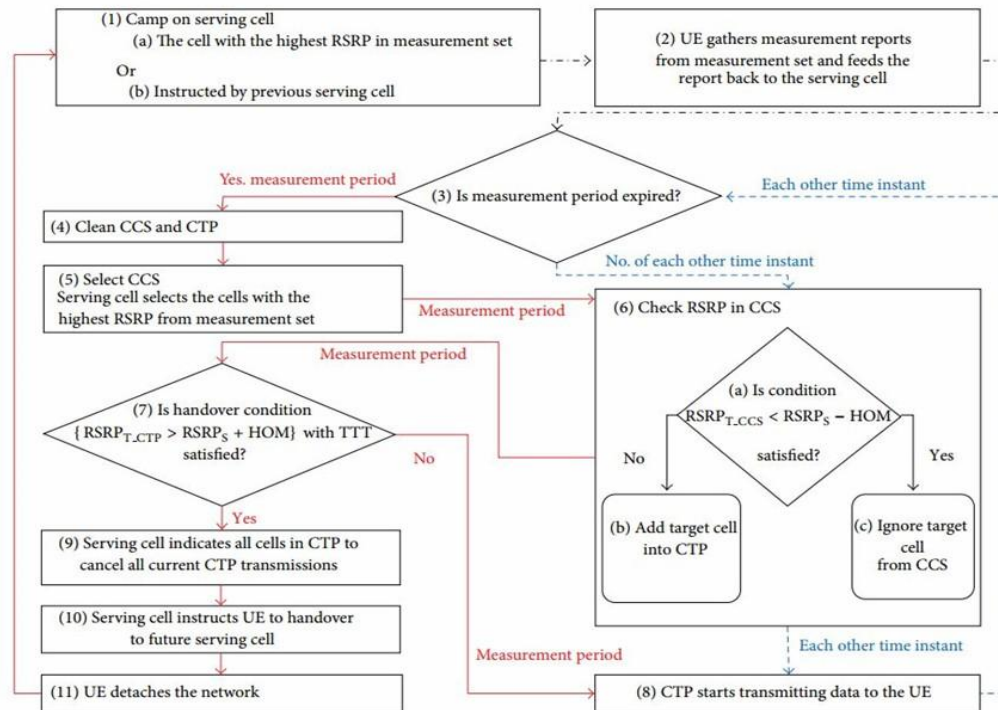 (1) Camp on serving cell
(a) The cell with the highest RSRP in measurement set
Or
(b) Instructed by previous serving cell
(2) UE gathers measurement reports
from measurement set and feeds the
report back to the serving cell
(3) Is measurement period expired?
Yes. measurement period
Each other time instant
(4) Clean CCS and CTP
No. of each other time instant
(5) Select CCS
Serving cell selects the cells with the
highest RSRP from measurement set
Measurement period
(6) Check RSRP in CCS
Measurement period
(a) Is condition
RSRP_T_CCS < RSRP_S − HOM
satisfied?
No
Yes
(b) Add target cell
into CTP
(c) Ignore target
cell
from CCS
(7) Is handover condition
{RSRP_T_CTP > RSRP_S + HOM} with TTT
satisfied?
No
Yes
(9) Serving cell indicates all cells in CTP to
cancel all current CTP transmissions
(10) Serving cell instructs UE to handover
to future serving cell
Each other time instant
Measurement period
(11) UE detaches the network
(8) CTP starts transmitting data to the UE